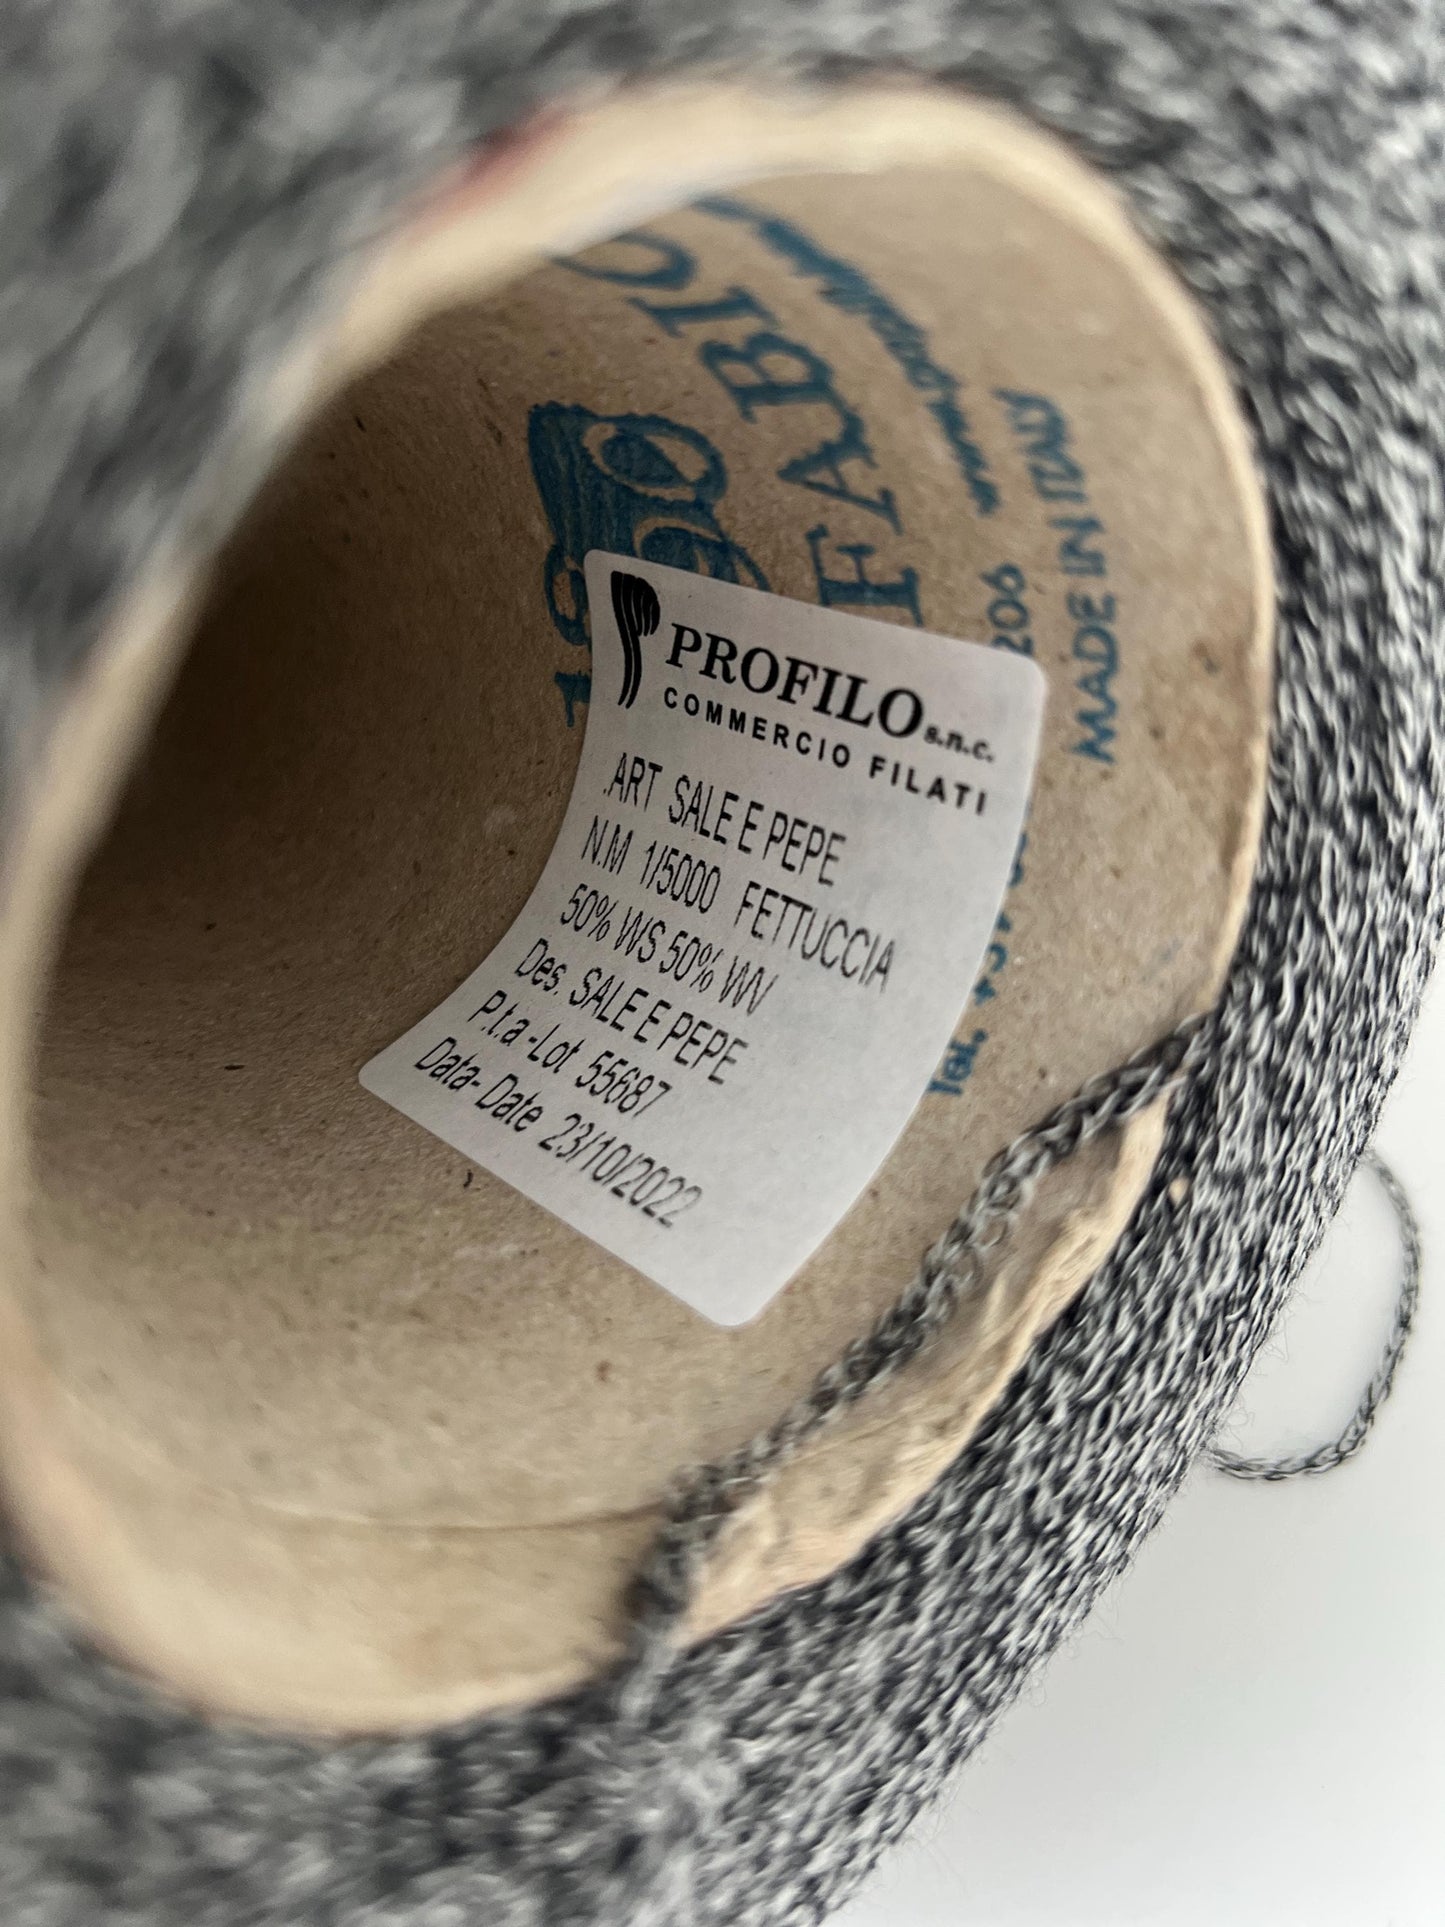 PROFILO s.n.c.
COMMERCIO FILATI
.ART SALE E PEPE
N.M 1/5000 FETTUCCIA
50% WS 50% WV
Des. SALE E PEPE
P.t.a -Lot 55687
Data- Date 23/10/2022
MADE IN ITALY